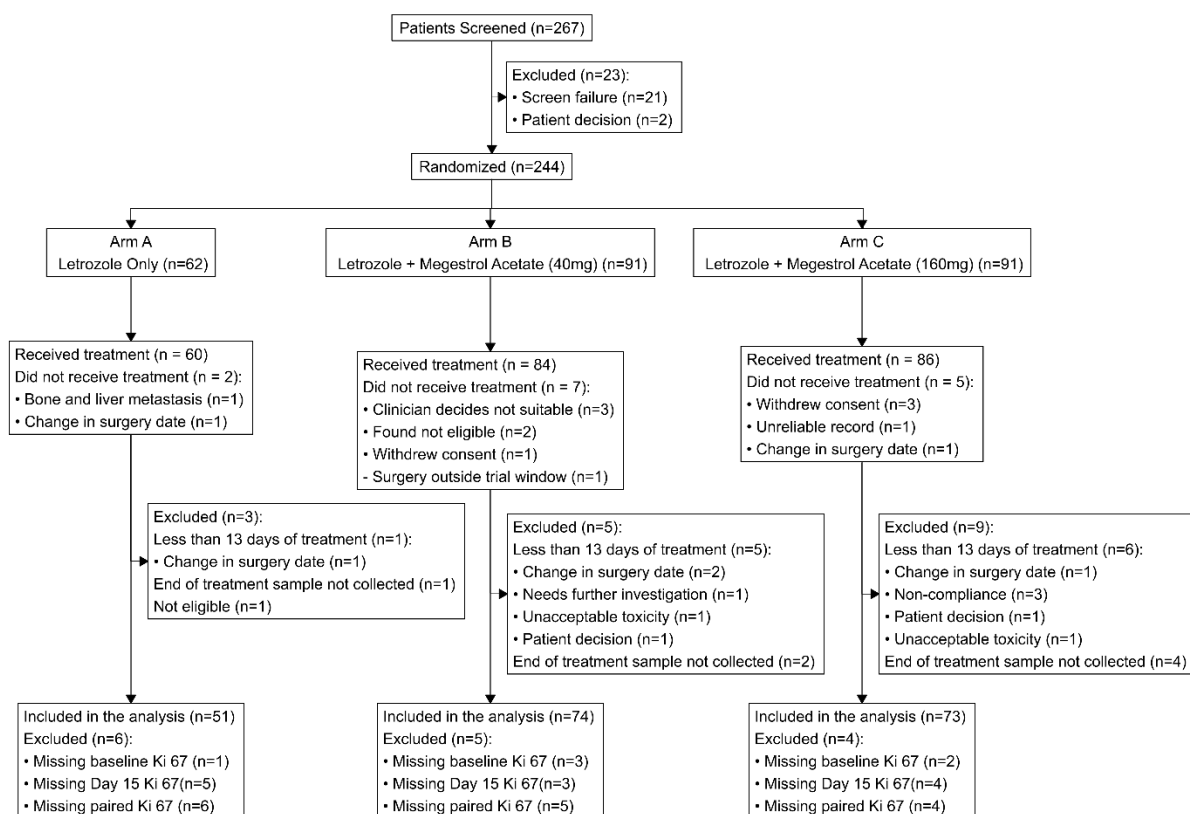 Patients Screened (n=267)
Excluded (n=23):
• Screen failure (n=21)
• Patient decision (n=2)
Randomized (n=244)
Arm A
Letrozole Only (n=62)
Arm B
Letrozole + Megestrol Acetate (40mg) (n=91)
Arm C
Letrozole + Megestrol Acetate (160mg) (n=91)
Received treatment (n = 60)
Did not receive treatment (n = 2):
• Bone and liver metastasis (n=1)
• Change in surgery date (n=1)
Received treatment (n = 84)
Did not receive treatment (n = 7):
• Clinician decides not suitable (n=3)
• Found not eligible (n=2)
• Withdrew consent (n=1)
- Surgery outside trial window (n=1)
Received treatment (n = 86)
Did not receive treatment (n = 5):
• Withdrew consent (n=3)
• Unreliable record (n=1)
• Change in surgery date (n=1)
Excluded (n=3):
Less than 13 days of treatment (n=1):
• Change in surgery date (n=1)
End of treatment sample not collected (n=1)
Not eligible (n=1)
Excluded (n=5):
Less than 13 days of treatment (n=5):
• Change in surgery date (n=2)
• Needs further investigation (n=1)
• Unacceptable toxicity (n=1)
• Patient decision (n=1)
End of treatment sample not collected (n=2)
Excluded (n=9):
Less than 13 days of treatment (n=6):
• Change in surgery date (n=1)
• Non-compliance (n=3)
• Patient decision (n=1)
• Unacceptable toxicity (n=1)
End of treatment sample not collected (n=4)
Included in the analysis (n=51)
Excluded (n=6):
• Missing baseline Ki 67 (n=1)
• Missing Day 15 Ki 67(n=5)
• Missing paired Ki 67 (n=6)
Included in the analysis (n=74)
Excluded (n=5):
• Missing baseline Ki 67 (n=3)
• Missing Day 15 Ki 67(n=3)
• Missing paired Ki 67 (n=5)
Included in the analysis (n=73)
Excluded (n=4):
• Missing baseline Ki 67 (n=2)
• Missing Day 15 Ki 67(n=4)
• Missing paired Ki 67 (n=4)